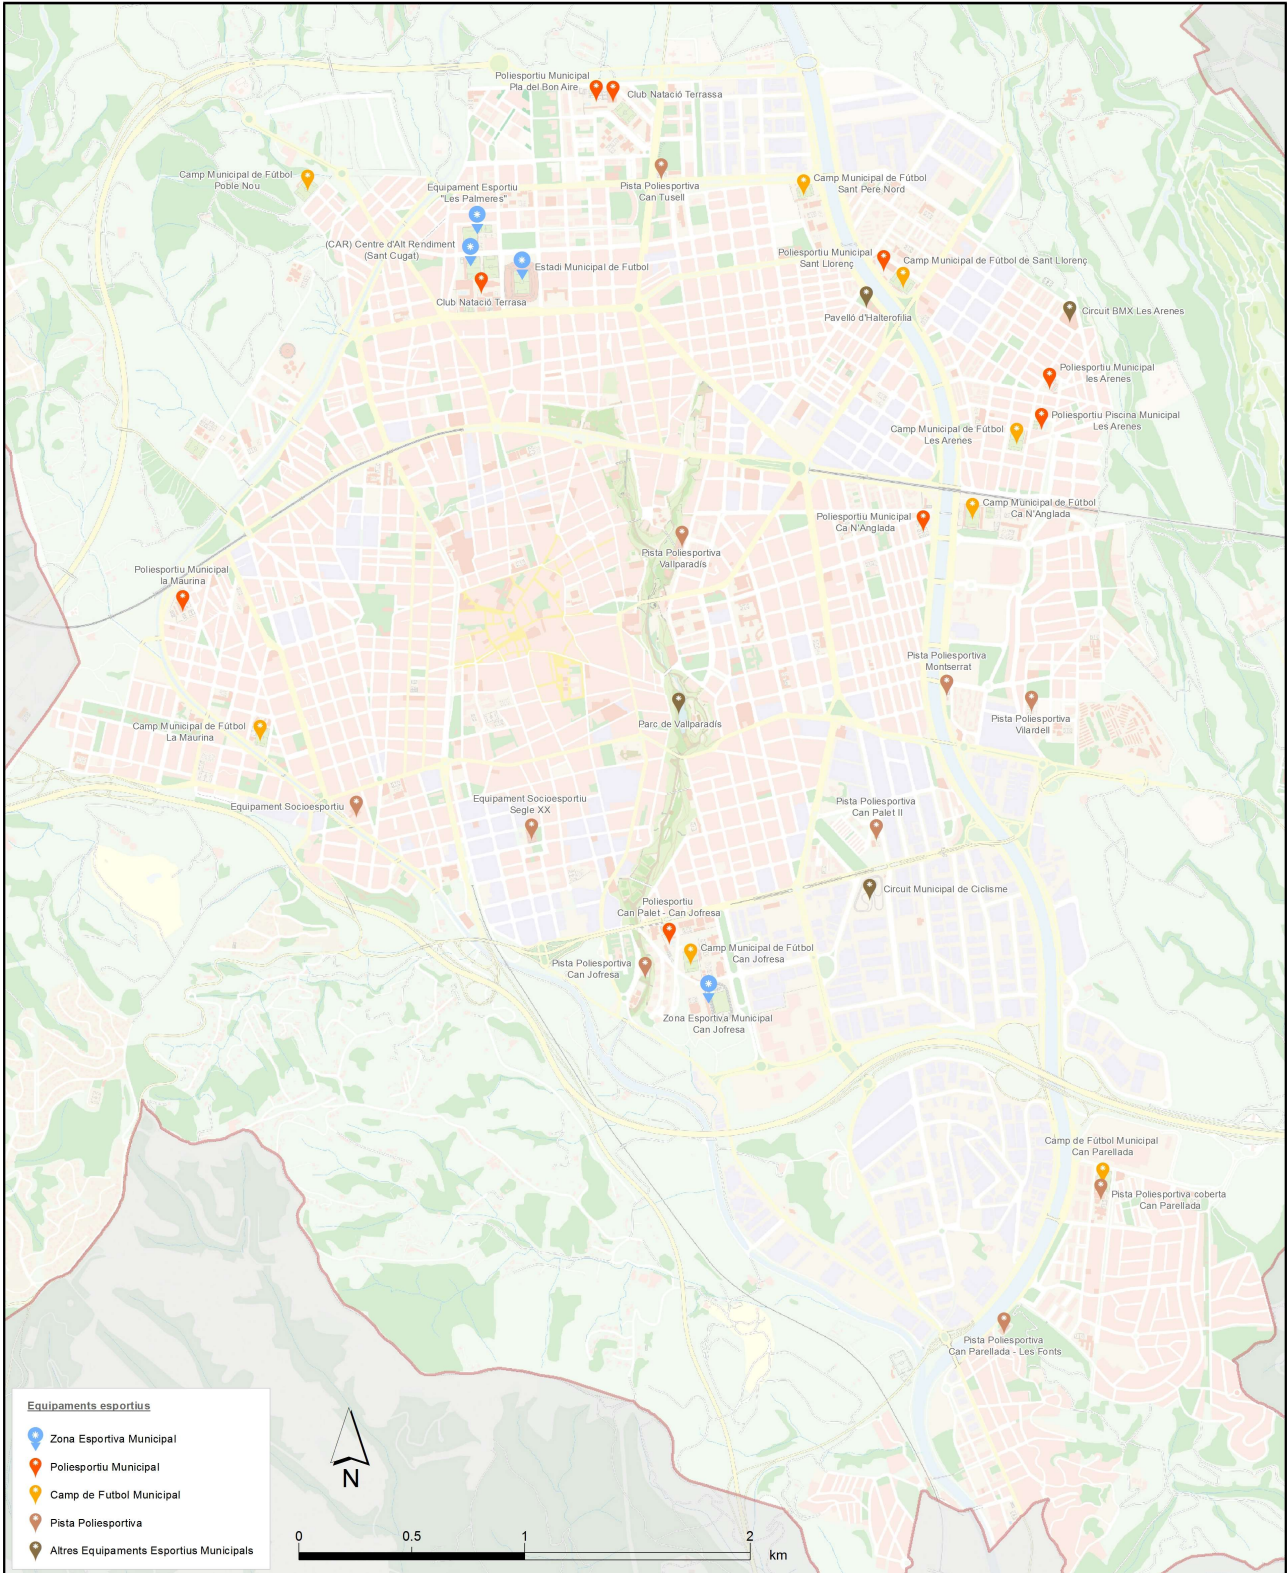 Poliesportiu Municipal
Pla del Bon Aire
Club Natació Terrassa
Camp Municipal de Fútbol
Poble Nou
Equipament Esportiu
"Les Palmeres"
Pista Poliesportiva
Can Tusell
Camp Municipal de Fútbol
Sant Pere Nord
(CAR) Centre d'Alt Rendiment
(Sant Cugat)
Estadi Municipal de Futbol
Club Natació Terrasa
Poliesportiu Municipal
Sant Llorenç
Camp Municipal de Fútbol de Sant Llorenç
Pavelló d'Halterofilia
Circuit BMX Les Arenes
Poliesportiu Municipal
les Arenes
Poliesportiu Piscina Municipal
Les Arenes
Camp Municipal de Fútbol
Les Arenes
Camp Municipal de Fútbol
Ca N'Anglada
Poliesportiu Municipal
Ca N'Anglada
Pista Poliesportiva
Vallparadís
Poliesportiu Municipal
la Maurina
Pista Poliesportiva
Montserrat
Pista Poliesportiva
Vilardell
Parc de Vallparadís
Camp Municipal de Fútbol
La Maurina
Equipament Socioesportiu
Equipament Socioesportiu
Segle XX
Pista Poliesportiva
Can Palet II
Circuit Municipal de Ciclisme
Poliesportiu
Can Palet - Can Jofresa
Camp Municipal de Fútbol
Can Jofresa
Pista Poliesportiva
Can Jofresa
Zona Esportiva Municipal
Can Jofresa
Camp de Fútbol Municipal
Can Parellada
Pista Poliesportiva coberta
Can Parellada
Pista Poliesportiva
Can Parellada - Les Fonts
Equipaments esportius
Zona Esportiva Municipal
Poliesportiu Municipal
Camp de Futbol Municipal
Pista Poliesportiva
Altres Equipaments Esportius Municipals
N
0 0.5 1 2
km